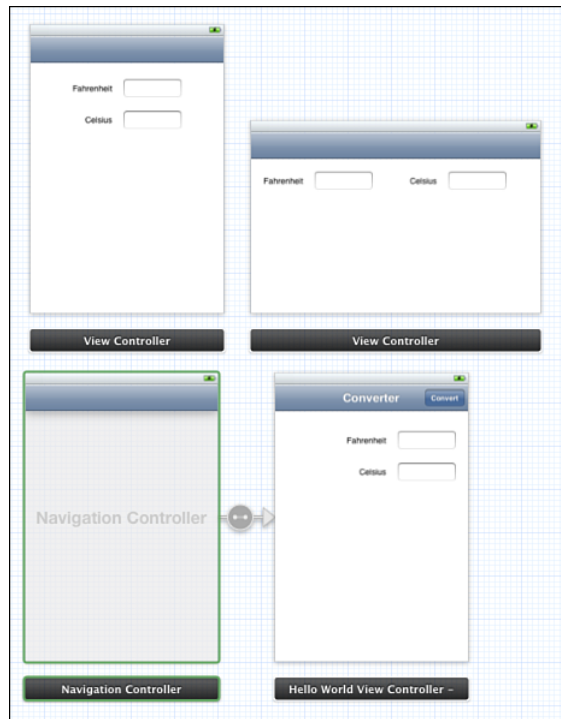 Fahrenheit
Celsius
Fahrenheit
Celsius
View Controller
View Controller
Converter
Convert
Fahrenheit
Celsius
Navigation Controller
Navigation Controller
Hello World View Controller –